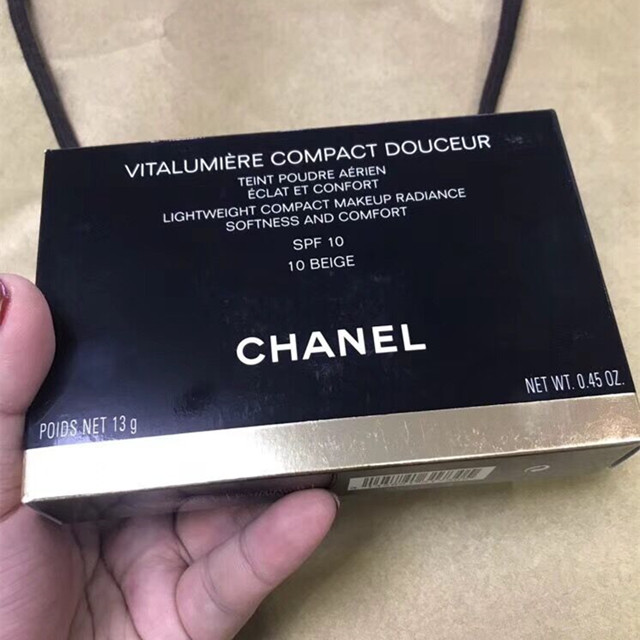 VITALUMIÈRE COMPACT DOUCEUR
TEINT POUDRE AÉRIEN
ÉCLAT ET CONFORT
LIGHTWEIGHT COMPACT MAKEUP RADIANCE
SOFTNESS AND COMFORT
SPF 10
10 BEIGE
CHANEL
POIDS NET 13 g
NET WT. 0.45 OZ.